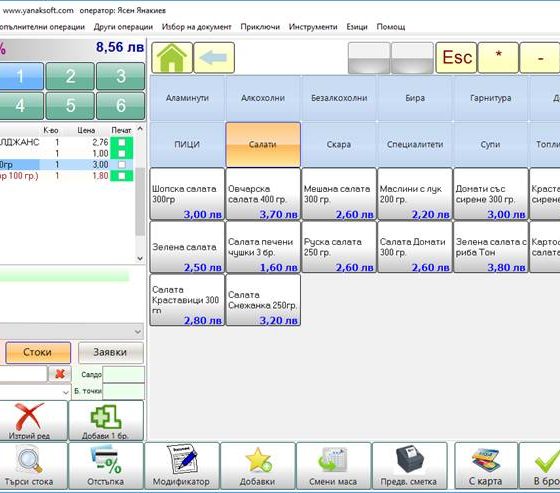 www.yanaksoft.com оператор: Ясен Янакиев
Други операции Избор на документ Приключи Инструменти Езици Помощ
% 8,56 лв
Esc * -
1 2 3
4 5 6
Аламинути Алкохолни Безалкохолни Бира Гарнитура
ПИЦИ Салати Скара Специалитети Супи
К-во Цена Печат
1 2,76
1 1,00
0гр 1 3,00
ор 100 гр.) 1 1,80
Шопска салата 300гр 3,00 лв
Овчарска салата 400 гр. 3,70 лв
Мешана салата 300 гр. 2,60 лв
Маслини с лук 200 гр. 2,20 лв
Домати със сирене 300 гр. 3,00 лв
Зелена салата 2,50 лв
Салата печени чушки 3 бр. 1,60 лв
Руска салата 250 гр. 2,60 лв
Салата Домати 300 гр. 2,60 лв
Зелена салата с риба Тон 3,80 лв
Салата Краставици 300 гр 2,80 лв
Салата Снежанка 250гр. 3,20 лв
Стоки Заявки
Салдо
Б. точки
Изтрий ред Добави 1 бр.
Търси стока Отстъпка Модификатор Добавки Смени маса Предв. сметка С карта В бро